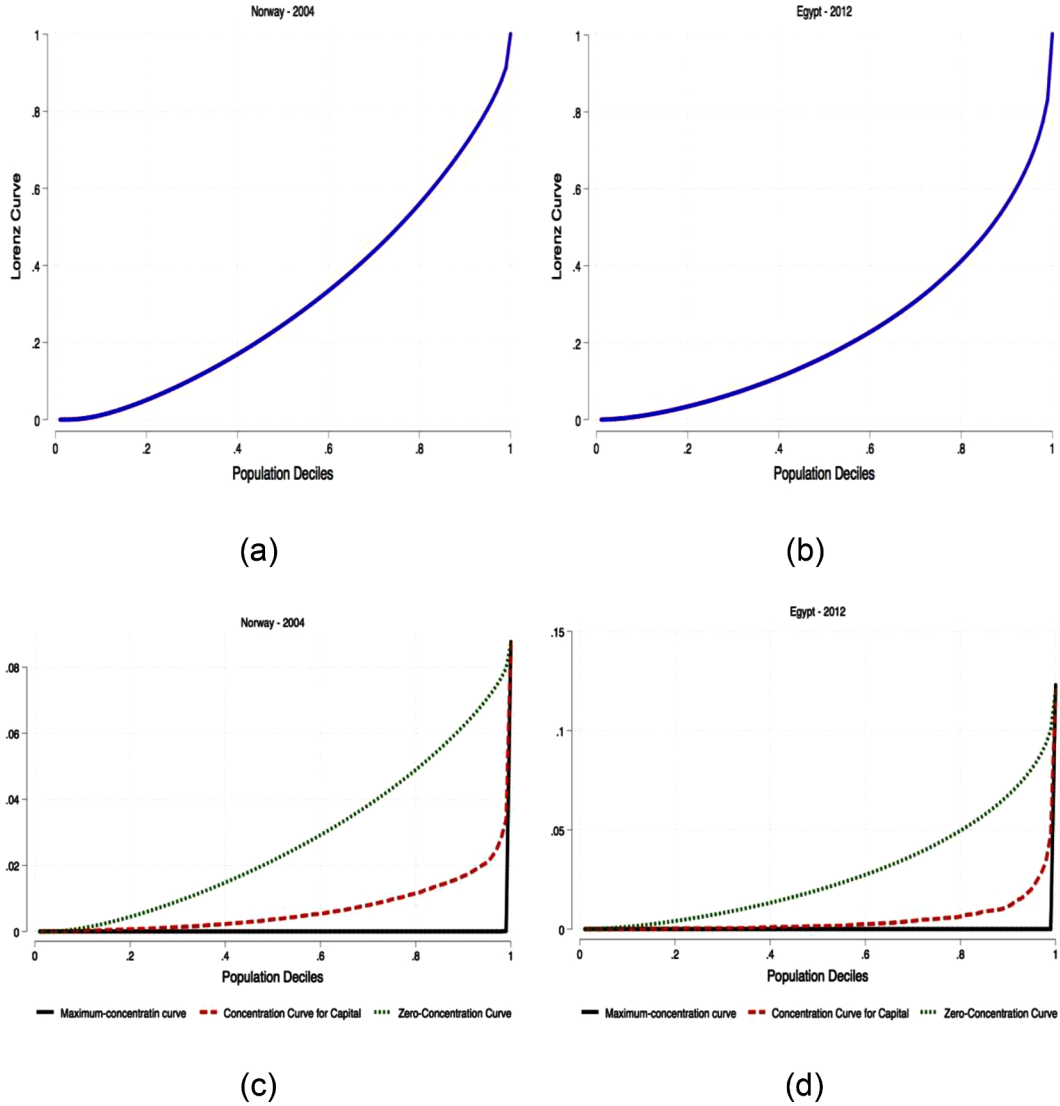 Norway - 2004
1
.8
.6
.4
.2
0
Lorenz Curve
0 .2 .4 .6 .8 1
Population Deciles
(a)
Egypt - 2012
1
.8
.6
.4
.2
0
Lorenz Curve
0 .2 .4 .6 .8 1
Population Deciles
(b)
Norway - 2004
.08
.06
.04
.02
0
0 .2 .4 .6 .8 1
Population Deciles
Maximum-concentratin curve Concentration Curve for Capital Zero-Concentration Curve
(c)
Egypt - 2012
.15
.1
.05
0
0 .2 .4 .6 .8 1
Population Deciles
Maximum-concentration curve Concentration Curve for Capital Zero-Concentration Curve
(d)